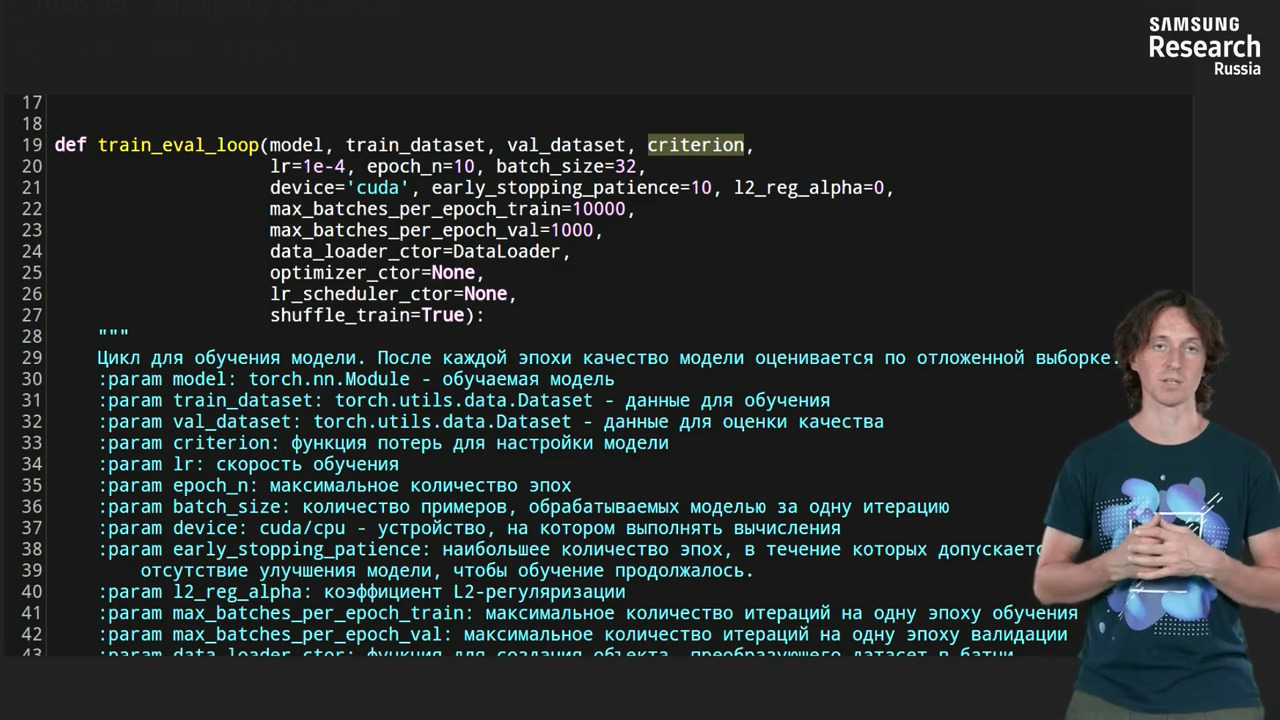 SAMSUNG
Research
Russia
17
18
19 def train_eval_loop(model, train_dataset, val_dataset, criterion,
20 lr=1e-4, epoch_n=10, batch_size=32,
21 device='cuda', early_stopping_patience=10, l2_reg_alpha=0,
22 max_batches_per_epoch_train=10000,
23 max_batches_per_epoch_val=1000,
24 data_loader_ctor=DataLoader,
25 optimizer_ctor=None,
26 lr_scheduler_ctor=None,
27 shuffle_train=True):
28 """
29 Цикл для обучения модели. После каждой эпохи качество модели оценивается по отложенной выборке.
30 :param model: torch.nn.Module - обучаемая модель
31 :param train_dataset: torch.utils.data.Dataset - данные для обучения
32 :param val_dataset: torch.utils.data.Dataset - данные для оценки качества
33 :param criterion: функция потерь для настройки модели
34 :param lr: скорость обучения
35 :param epoch_n: максимальное количество эпох
36 :param batch_size: количество примеров, обрабатываемых моделью за одну итерацию
37 :param device: cuda/cpu - устройство, на котором выполнять вычисления
38 :param early_stopping_patience: наибольшее количество эпох, в течение которых допускаетс
39 отсутствие улучшения модели, чтобы обучение продолжалось.
40 :param l2_reg_alpha: коэффициент L2-регуляризации
41 :param max_batches_per_epoch_train: максимальное количество итераций на одну эпоху обучения
42 :param max_batches_per_epoch_val: максимальное количество итераций на одну эпоху валидации
43 :param data_loader_ctor: функция для создания объекта, преобразующего датасет в батчи